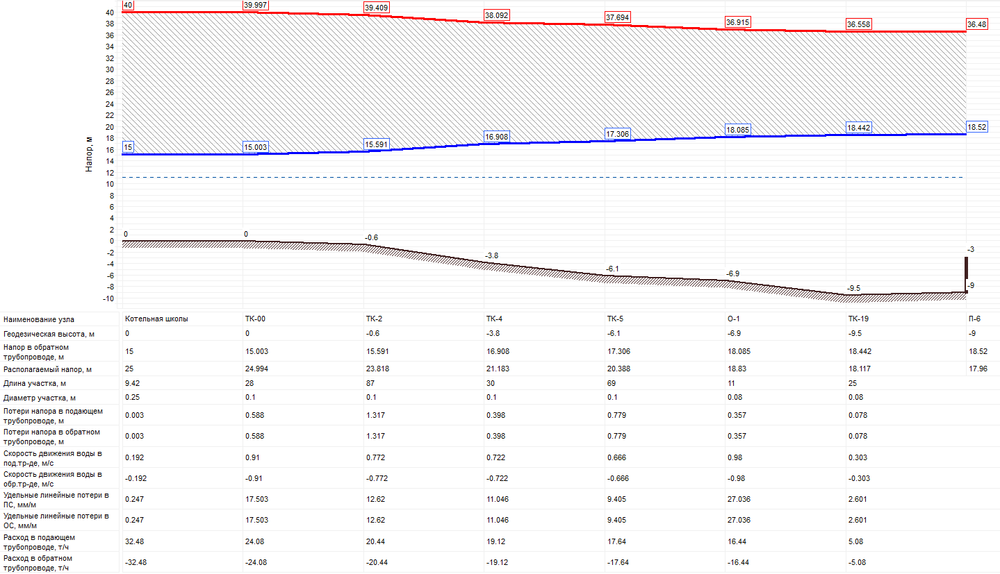 40 39.997 39.409 38.092 37.694 36.915 36.558 36.48
15 15.003 15.591 16.908 17.306 18.085 18.442 18.52
Напор, м
40
38
36
34
32
30
28
26
24
22
20
18
16
14
12
10
8
6
4
2
0
-2
-4
-6
-8
-10
0 0 -0.6 -3.8 -6.1 -6.9 -9.5 -3
-9
Наименование узла Котельная школы ТК-00 ТК-2 ТК-4 ТК-5 О-1 ТК-19 П-6
Геодезическая высота, м 0 0 -0.6 -3.8 -6.1 -6.9 -9.5 -9
Напор в обратном
трубопроводе, м 15 15.003 15.591 16.908 17.306 18.085 18.442 18.52
Располагаемый напор, м 25 24.994 23.818 21.183 20.388 18.83 18.117 17.96
Длина участка, м 9.42 28 87 30 69 11 25
Диаметр участка, м 0.25 0.1 0.1 0.1 0.1 0.08 0.08
Потери напора в подающем
трубопроводе, м 0.003 0.588 1.317 0.398 0.779 0.357 0.078
Потери напора в обратном
трубопроводе, м 0.003 0.588 1.317 0.398 0.779 0.357 0.078
Скорость движения воды в
под.тр-де, м/с 0.192 0.91 0.772 0.722 0.666 0.98 0.303
Скорость движения воды в
обр.тр-де, м/с -0.192 -0.91 -0.772 -0.722 -0.666 -0.98 -0.303
Удельные линейные потери в
ПС, мм/м 0.247 17.503 12.62 11.046 9.405 27.036 2.601
Удельные линейные потери в
ОС, мм/м 0.247 17.503 12.62 11.046 9.405 27.036 2.601
Расход в подающем
трубопроводе, т/ч 32.48 24.08 20.44 19.12 17.64 16.44 5.08
Расход в обратном
трубопроводе, т/ч -32.48 -24.08 -20.44 -19.12 -17.64 -16.44 -5.08